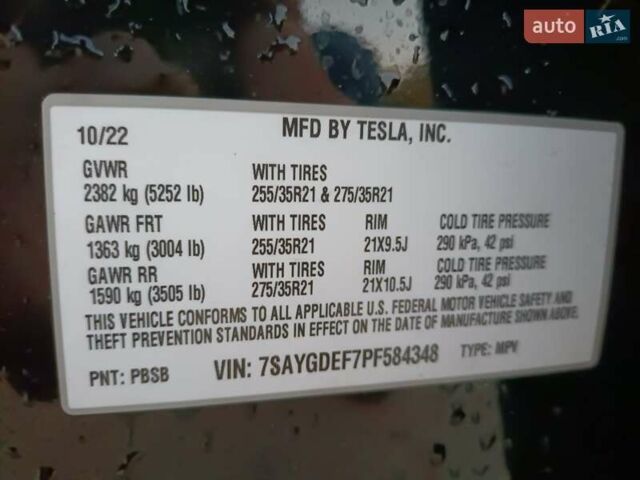 auto RIA
.com
10/22 MFD BY TESLA, INC.
GVWR WITH TIRES
2382 kg (5252 lb) 255/35R21 & 275/35R21
GAWR FRT WITH TIRES RIM COLD TIRE PRESSURE
1363 kg (3004 lb) 255/35R21 21X9.5J 290 kPa, 42 psi
GAWR RR WITH TIRES RIM COLD TIRE PRESSURE
1590 kg (3505 lb) 275/35R21 21X10.5J 290 kPa, 42 psi
THIS VEHICLE CONFORMS TO ALL APPLICABLE U.S. FEDERAL MOTOR VEHICLE SAFETY AND
THEFT PREVENTION STANDARDS IN EFFECT ON THE DATE OF MANUFACTURE SHOWN ABOVE.
PNT: PBSB VIN: 7SAYGDEF7PF584348 TYPE: MPV